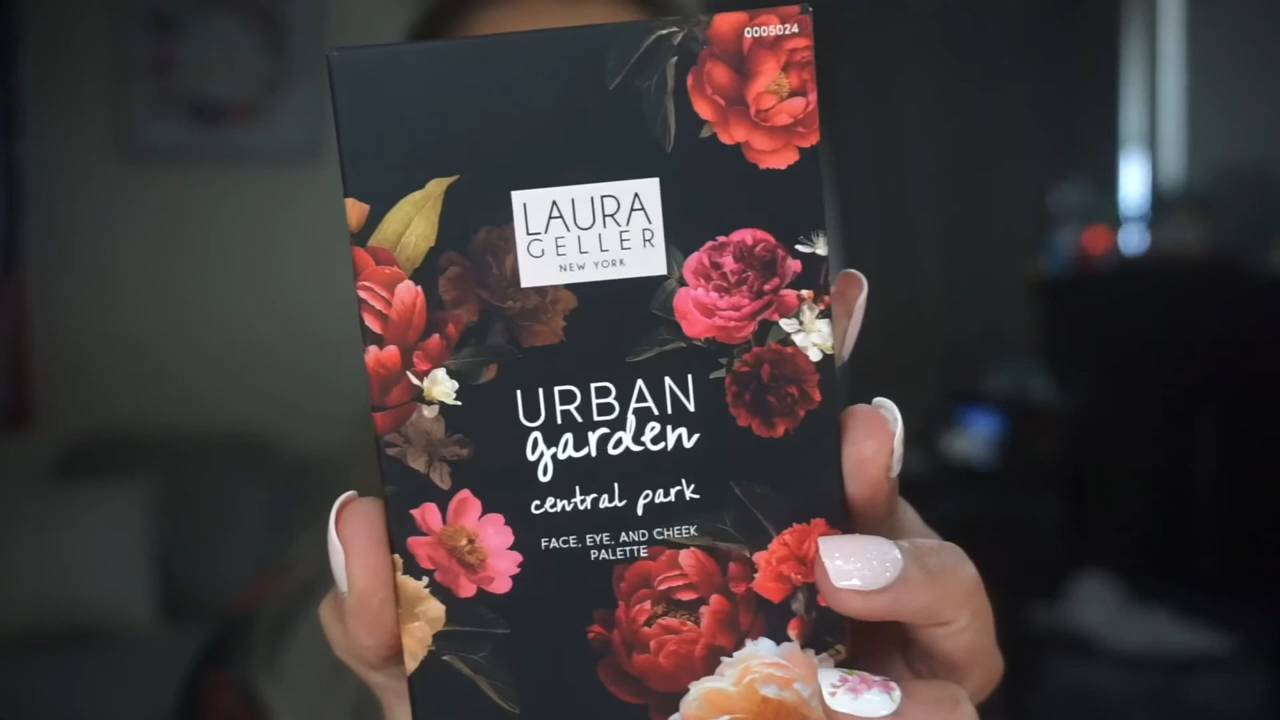 0005024
LAURA
GELLER
NEW YORK
URBAN
garden
central park
FACE, EYE, AND CHEEK
PALETTE